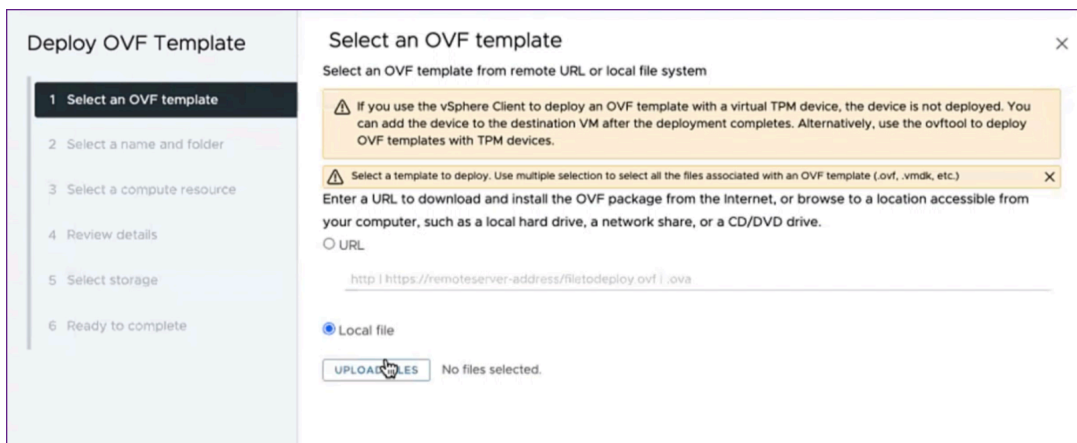 Deploy OVF Template
1 Select an OVF template
2 Select a name and folder
3 Select a compute resource
4 Review details
5 Select storage
6 Ready to complete
Select an OVF template
Select an OVF template from remote URL or local file system
If you use the vSphere Client to deploy an OVF template with a virtual TPM device, the device is not deployed. You
can add the device to the destination VM after the deployment completes. Alternatively, use the ovftool to deploy
OVF templates with TPM devices.
Select a template to deploy. Use multiple selection to select all the files associated with an OVF template (.ovf, .vmdk, etc.)
Enter a URL to download and install the OVF package from the Internet, or browse to a location accessible from
your computer, such as a local hard drive, a network share, or a CD/DVD drive.
URL
http | https://remoteserver-address/filetodeploy.ovf | .ova
Local file
UPLOAD FILES No files selected.